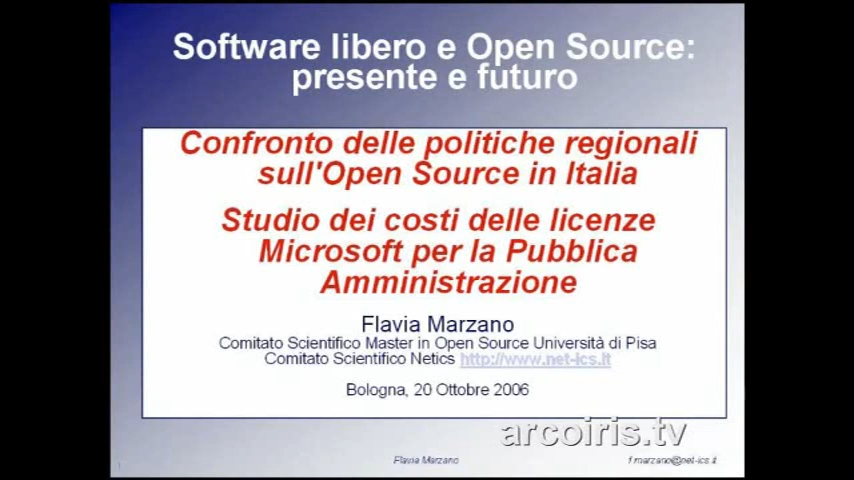 Software libero e Open Source:
presente e futuro
Confronto delle politiche regionali
sull'Open Source in Italia
Studio dei costi delle licenze
Microsoft per la Pubblica
Amministrazione
Flavia Marzano
Comitato Scientifico Master in Open Source Università di Pisa
Comitato Scientifico Netics http://www.net-ics.it
Bologna, 20 Ottobre 2006
arcoiris.tv
1
Flavia Marzano
f.marzano@net-ics.it